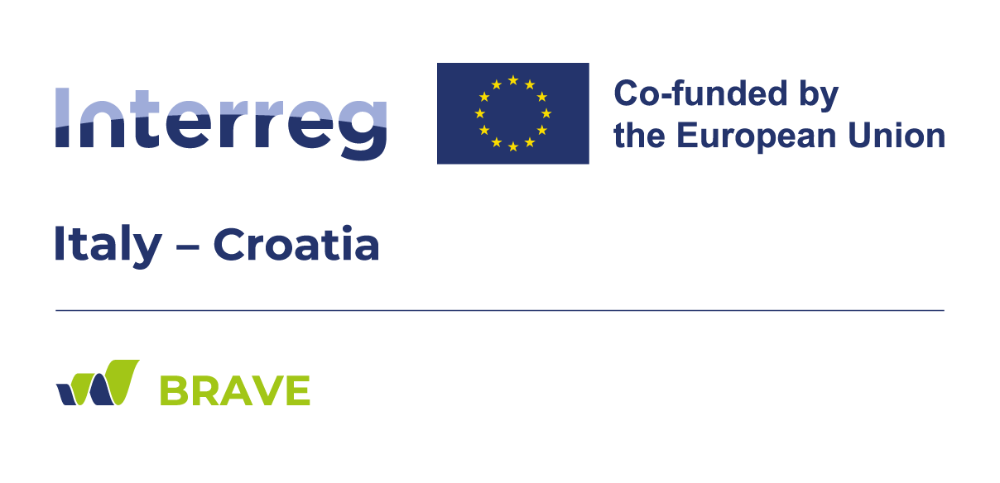 Interreg
Co-funded by
the European Union
Italy – Croatia
BRAVE